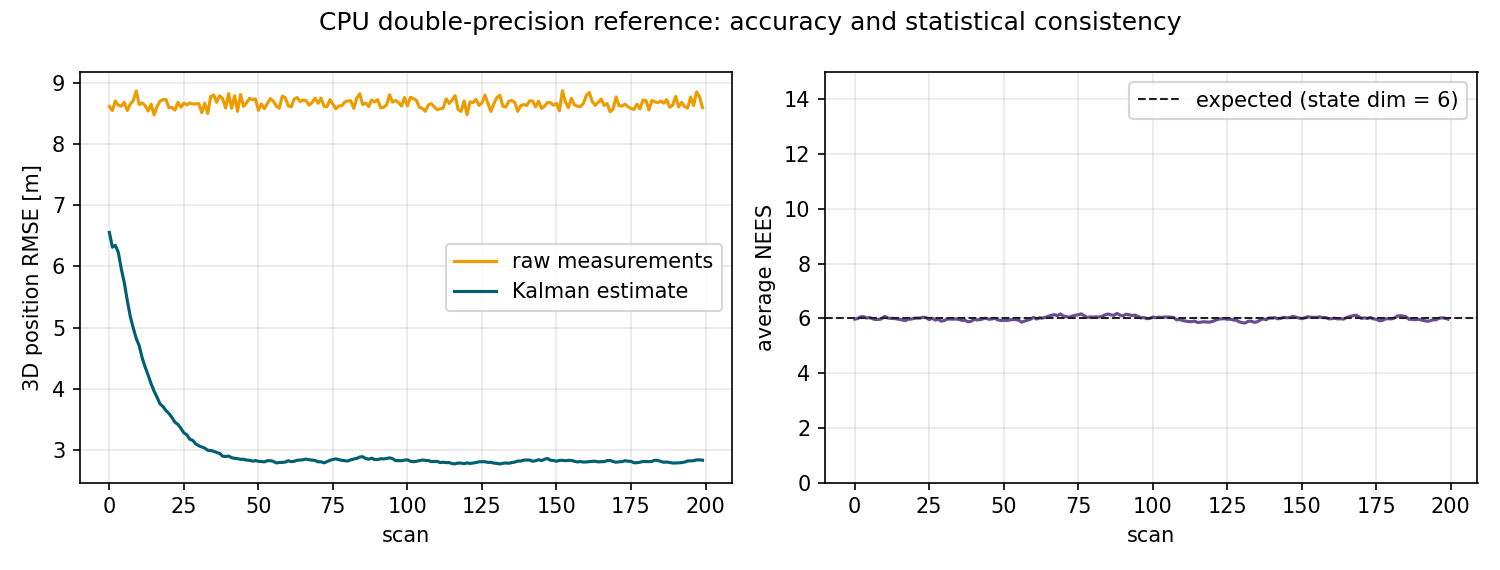 CPU double-precision reference: accuracy and statistical consistency
3D position RMSE [m]
9
8
7
6
5
4
3
raw measurements
Kalman estimate
0 25 50 75 100 125 150 175 200
scan
average NEES
14
12
10
8
6
4
2
0
expected (state dim = 6)
0 25 50 75 100 125 150 175 200
scan